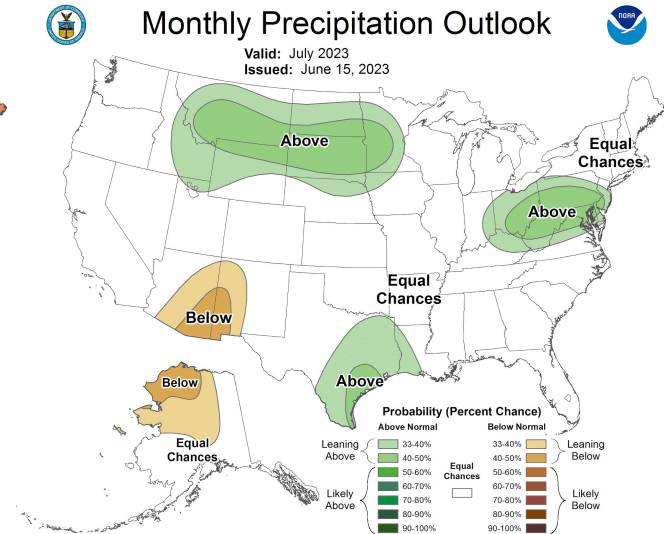 Monthly Precipitation Outlook
NOAA
Valid: July 2023
Issued: June 15, 2023
Above
Equal
Chances
Above
Equal
Chances
Below
Above
Below
Equal
Chances
Probability (Percent Chance)
Above Normal
Below Normal
Leaning
Above
33-40%
40-50%
50-60%
60-70%
70-80%
80-90%
90-100%
Likely
Above
Equal
Chances
33-40%
40-50%
50-60%
60-70%
70-80%
80-90%
90-100%
Leaning
Below
Likely
Below